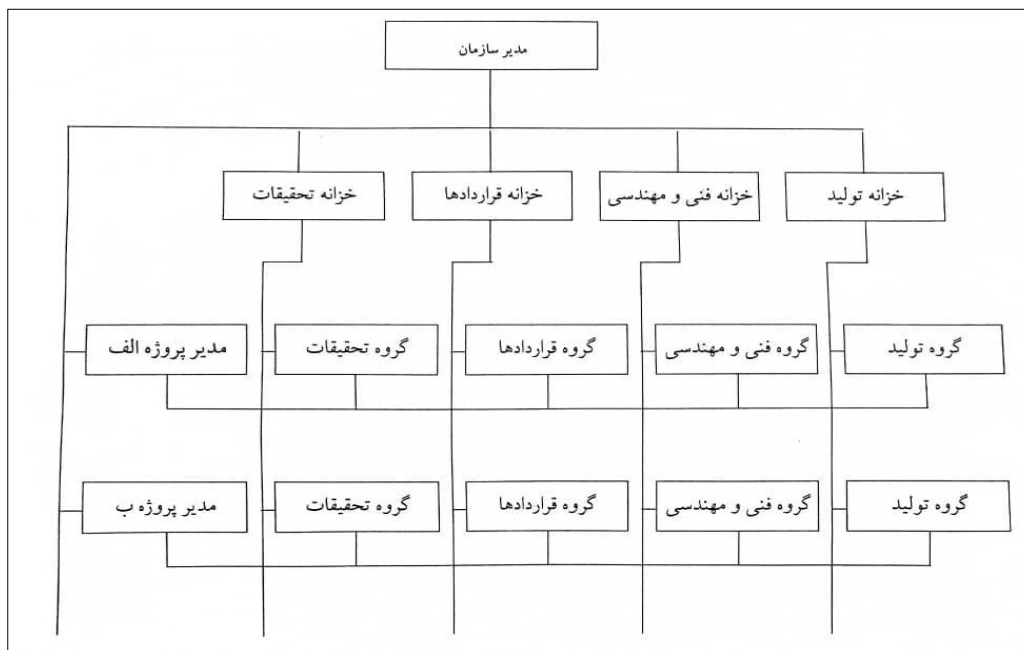 مدیر سازمان
خزانه تولید
خزانه فنی و مهندسی
خزانه قراردادها
خزانه تحقیقات
گروه تولید
گروه فنی و مهندسی
گروه قراردادها
گروه تحقیقات
مدیر پروژه الف
گروه تولید
گروه فنی و مهندسی
گروه قراردادها
گروه تحقیقات
مدیر پروژه ب